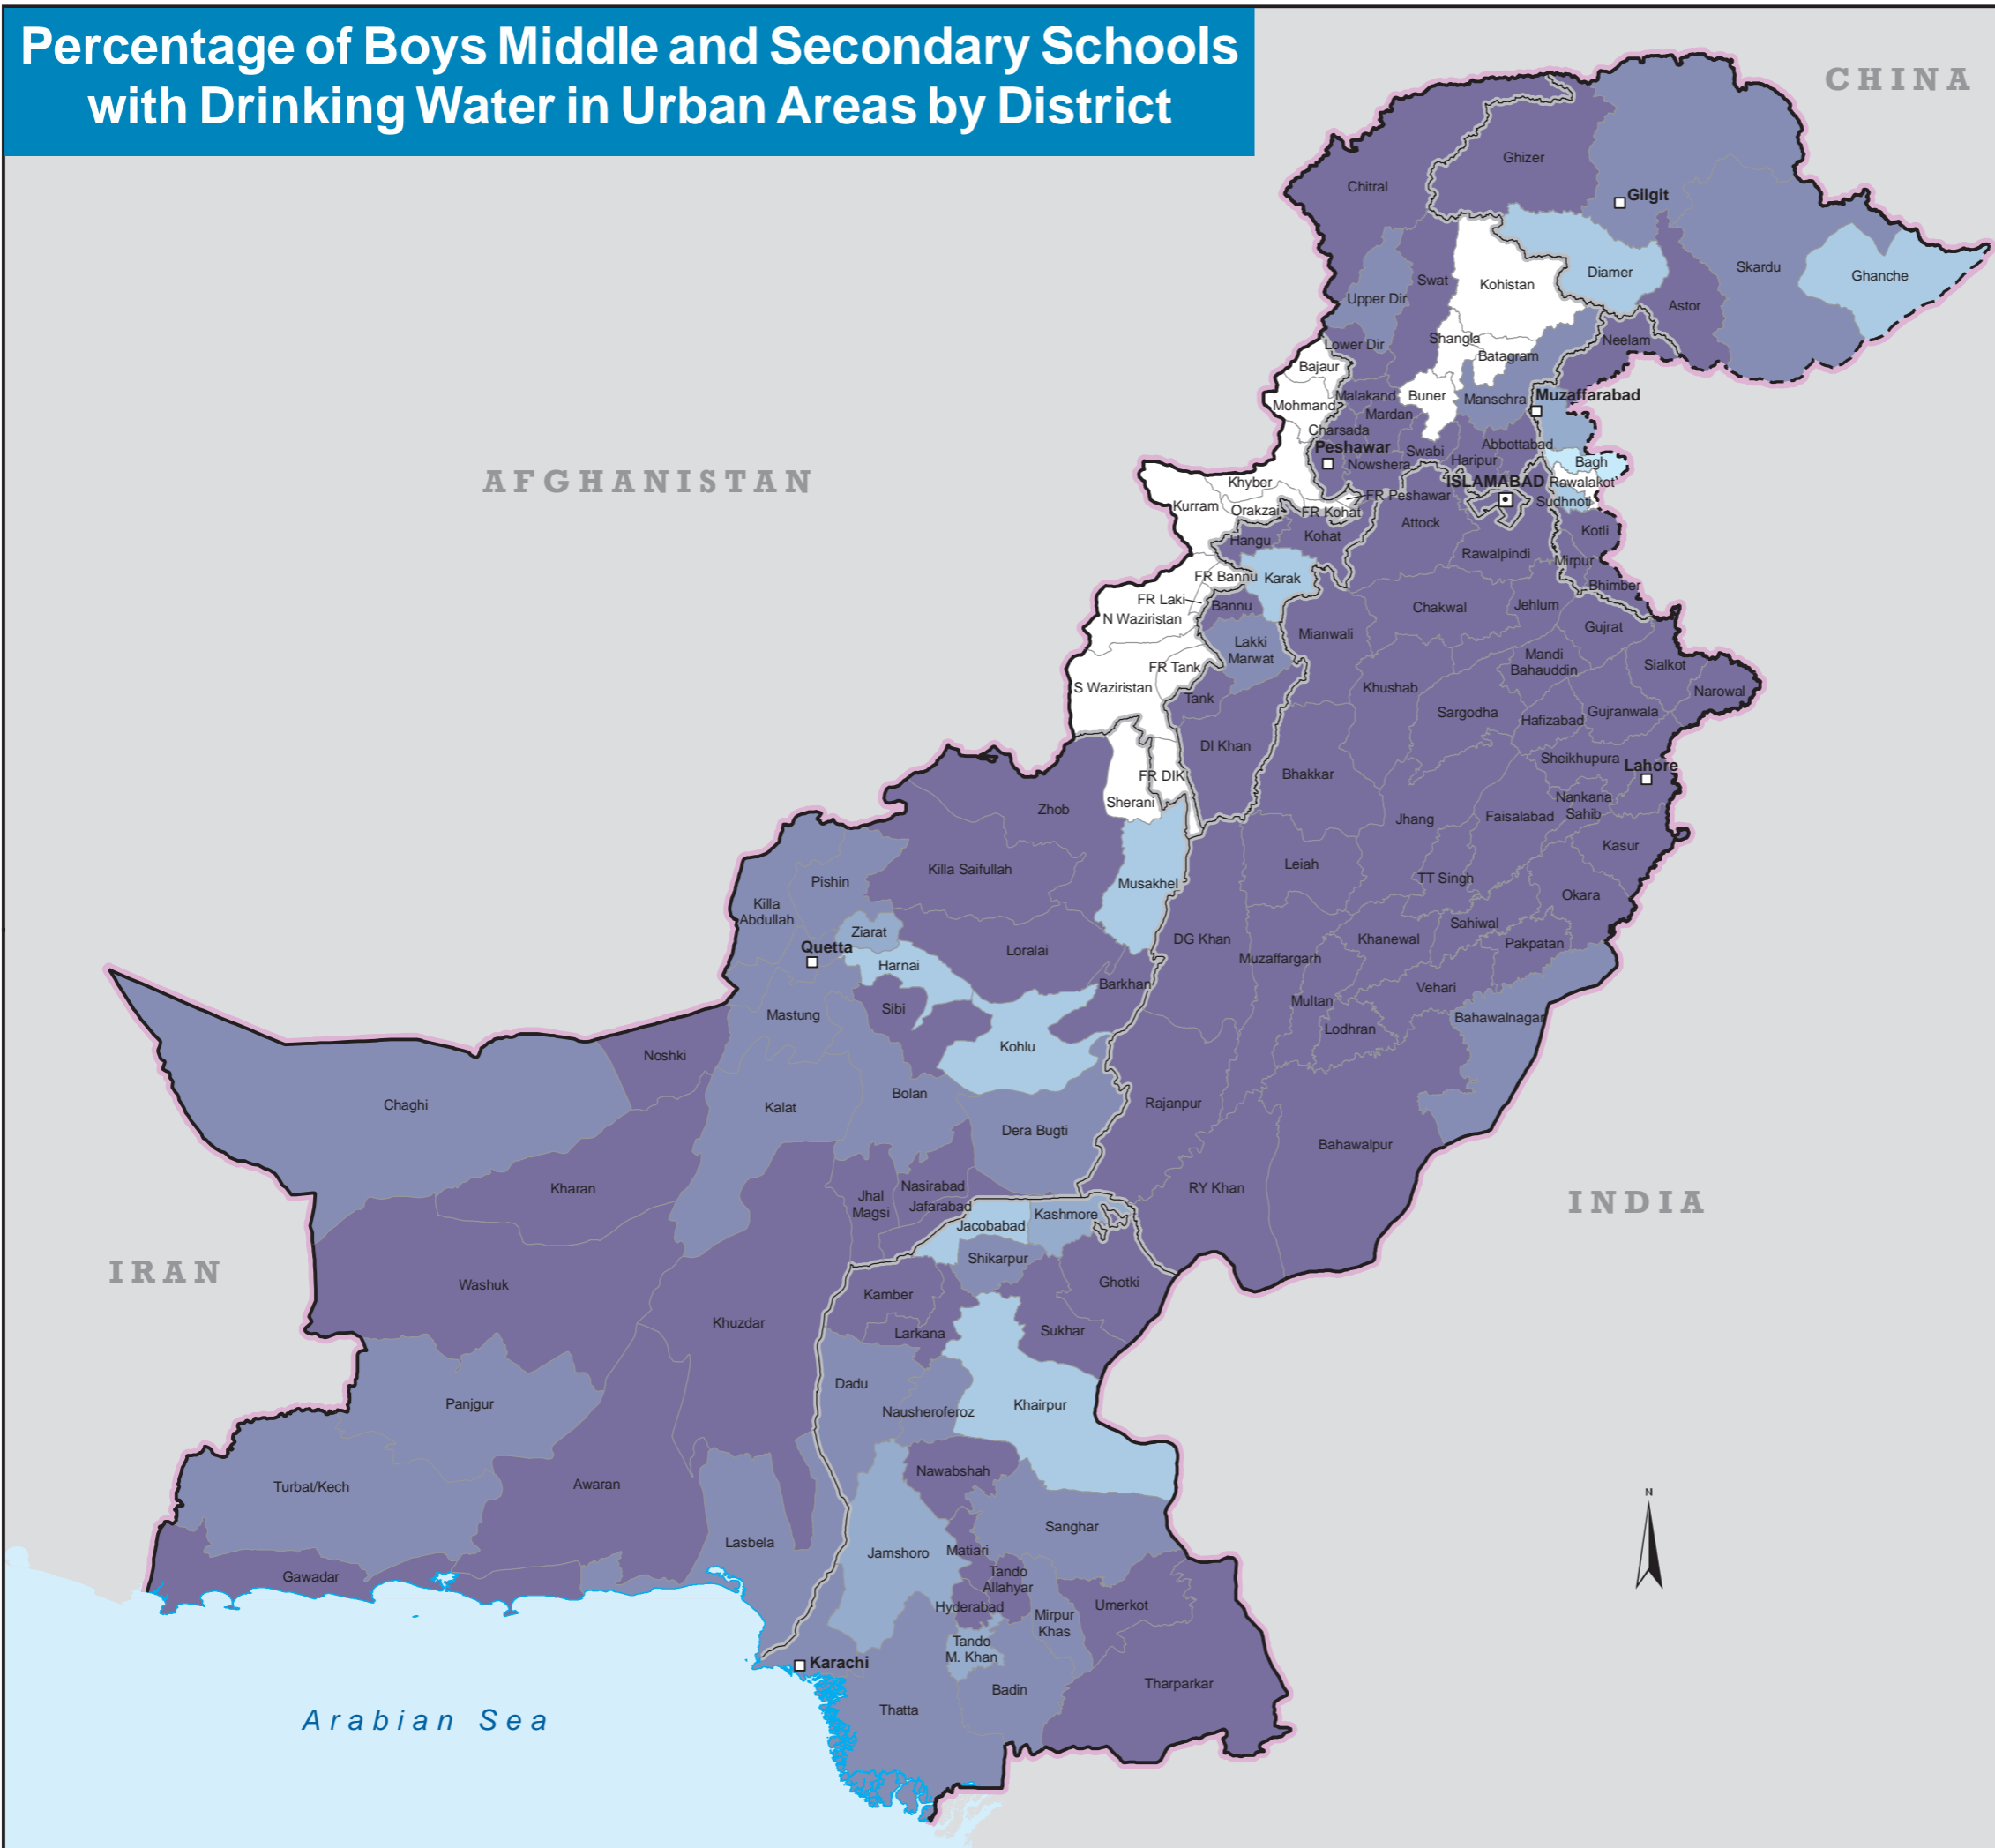 Percentage of Boys Middle and Secondary Schools
with Drinking Water in Urban Areas by District
CHINA
Ghizer
Chitral
Gilgit
Skardu
Diamer
Ghanche
Swat
Kohistan
Upper Dir
Astor
Shangla
Neelam
Lower Dir
Batagram
Bajaur
Malakand
Buner
Mansehra
Muzaffarabad
Mohmand
Mardan
Charsada
Abbottabad
Peshawar
Swabi
Haripur
Bagh
Nowshera
AFGHANISTAN
ISLAMABAD
Rawalakot
Khyber
FR Peshawar
Sudhnoti
Kurram
Orakzai
FR Kohat
Attock
Kotli
Hangu
Kohat
Rawalpindi
Mirpur
FR Bannu
Karak
Bhimber
FR Laki
Bannu
Chakwal
Jehlum
N Waziristan
Mianwali
Gujrat
Lakki
Marwat
Mandi
Bahauddin
Sialkot
FR Tank
S Waziristan
Khushab
Narowal
Tank
Sargodha
Hafizabad
Gujranwala
DI Khan
Sheikhupura
Lahore
FR DIK
Bhakkar
Sherani
Zhob
Nankana
Sahib
Jhang
Faisalabad
Kasur
Leiah
Killa Saifullah
TT Singh
Musakhel
Pishin
Okara
Killa
Abdullah
Ziarat
Sahiwal
Quetta
Loralai
DG Khan
Khanewal
Pakpatan
Harnai
Muzaffargarh
Barkhan
Vehari
Sibi
Multan
Mastung
Bahawalnagar
Lodhran
Kohlu
Noshki
Bolan
Chaghi
Kalat
Rajanpur
Dera Bugti
Bahawalpur
Kharan
Nasirabad
RY Khan
Jhal
Magsi
Jafarabad
INDIA
Kashmore
Jacobabad
Shikarpur
IRAN
Washuk
Ghotki
Kamber
Khuzdar
Larkana
Sukhar
Dadu
Panjgur
Nausheroferoz
Khairpur
Nawabshah
Turbat/Kech
Awaran
N
Sanghar
Lasbela
Jamshoro
Matiari
Gawadar
Tando
Allahyar
Hyderabad
Umerkot
Mirpur
Khas
Tando
M. Khan
Karachi
Tharparkar
Badin
Thatta
Arabian Sea